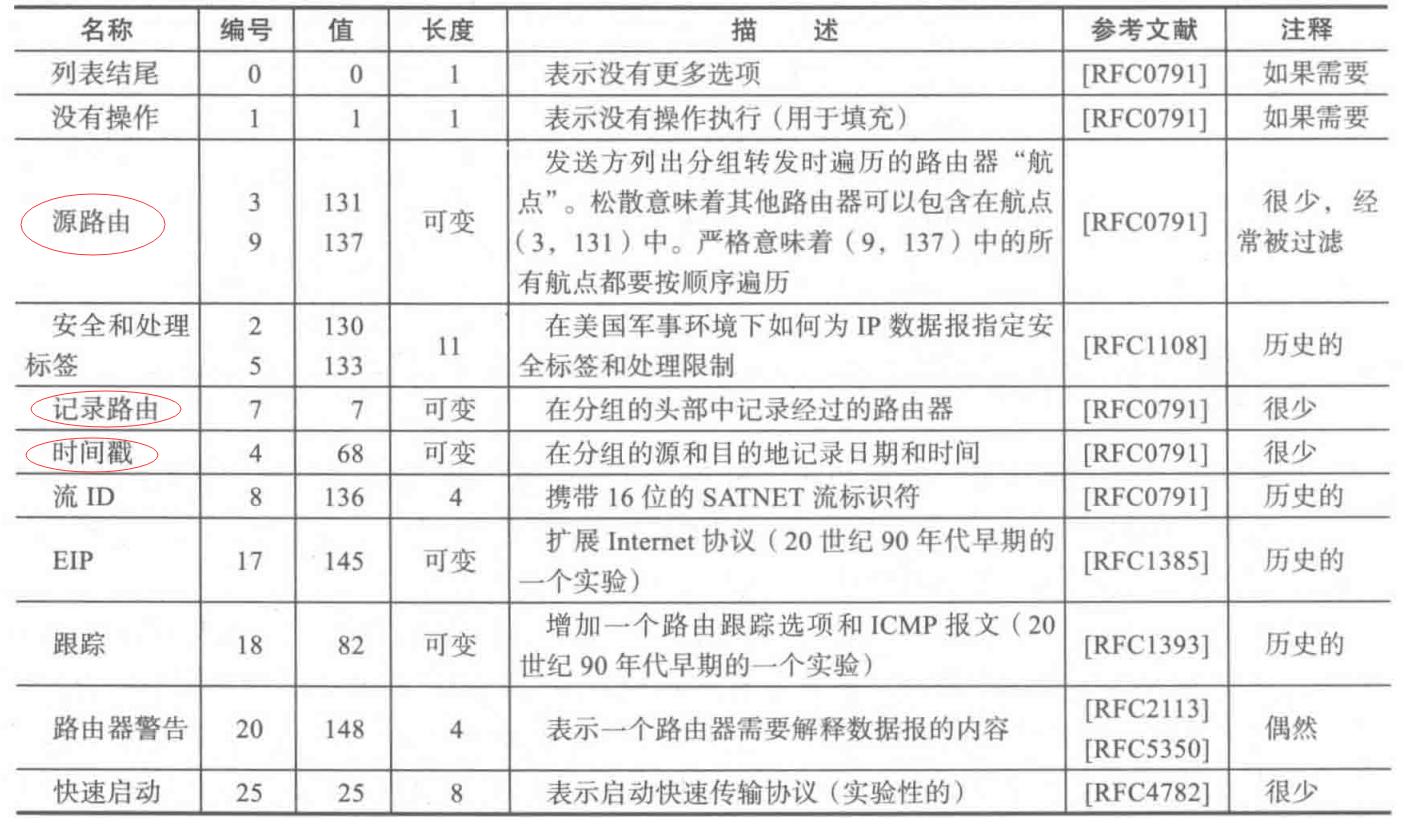 名称 编号 值 长度 描 述 参考文献 注释
列表结尾 0 0 1 表示没有更多选项 [RFC0791] 如果需要
没有操作 1 1 1 表示没有操作执行（用于填充） [RFC0791] 如果需要
源路由 3 9 131 137 可变 发送方列出分组转发时遍历的路由器“航
点”。松散意味着其他路由器可以包含在航点
（3，131）中。严格意味着（9，137）中的所
有航点都要按顺序遍历
[RFC0791] 很少，经
常被过滤
安全和处理
标签
2 130
5 133
11
在美国军事环境下如何为 IP 数据报指定安
全标签和处理限制
[RFC1108] 历史的
记录路由 7 7 可变 在分组的头部中记录经过的路由器 [RFC0791] 很少
时间戳 4 68 可变 在分组的源和目的地记录日期和时间 [RFC0791] 很少
流 ID 8 136 4 携带 16 位的 SATNET 流标识符 [RFC0791] 历史的
EIP 17 145 可变 扩展 Internet 协议（20 世纪 90 年代早期的
一个实验）
[RFC1385] 历史的
跟踪 18 82 可变 增加一个路由跟踪选项和 ICMP 报文（20
世纪 90 年代早期的一个实验）
[RFC1393] 历史的
路由器警告 20 148 4 表示一个路由器需要解释数据报的内容 [RFC2113]
[RFC5350]
偶然
快速启动 25 25 8 表示启动快速传输协议（实验性的） [RFC4782] 很少